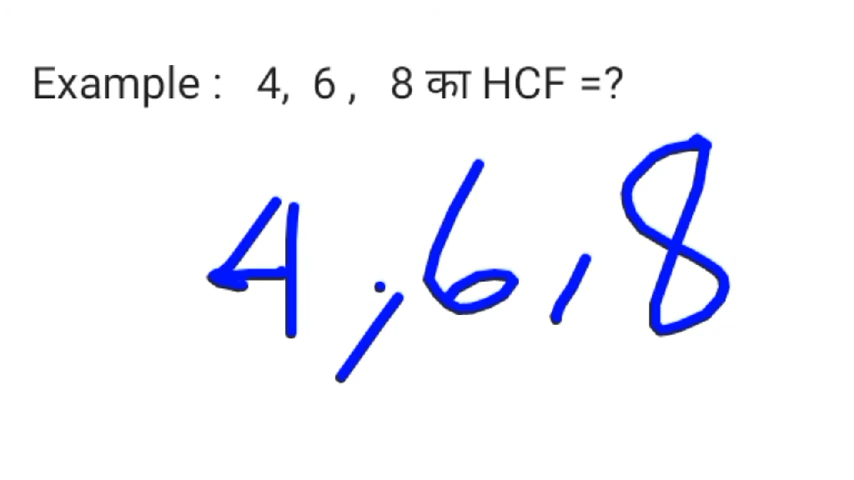 Example : 4, 6 , 8 का HCF =?
4 , 6 , 8